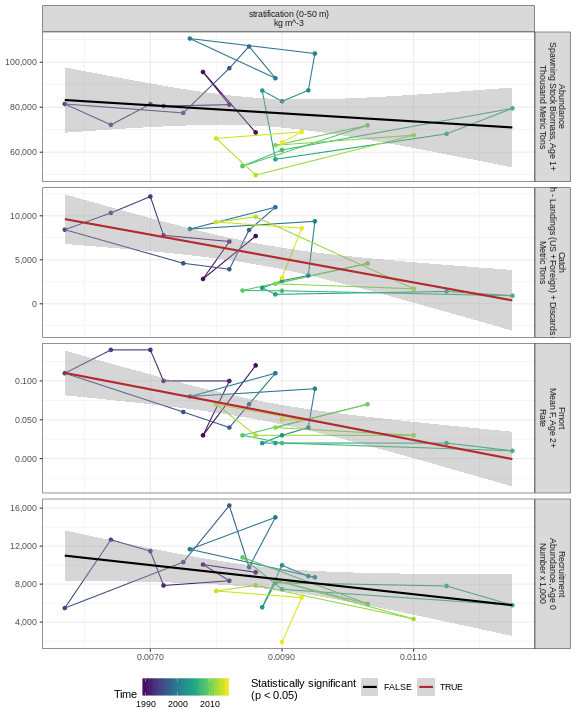 stratification (0-50 m)
kg m^-3
100,000
80,000
60,000
Abundance
Spawning Stock Biomass, Age 1+
Thousand Metric Tons
10,000
5,000
0
Catch
h - Landings (US +Foreign) + Discards
Metric Tons
0.100
0.050
0.000
Fmort
Mean F, Age 2+
Rate
16,000
12,000
8,000
4,000
Recruitment
Abundance, Age 0
Number x 1,000
0.0070
0.0090
0.0110
Time
1990
2000
2010
Statistically significant
(p < 0.05)
FALSE
TRUE